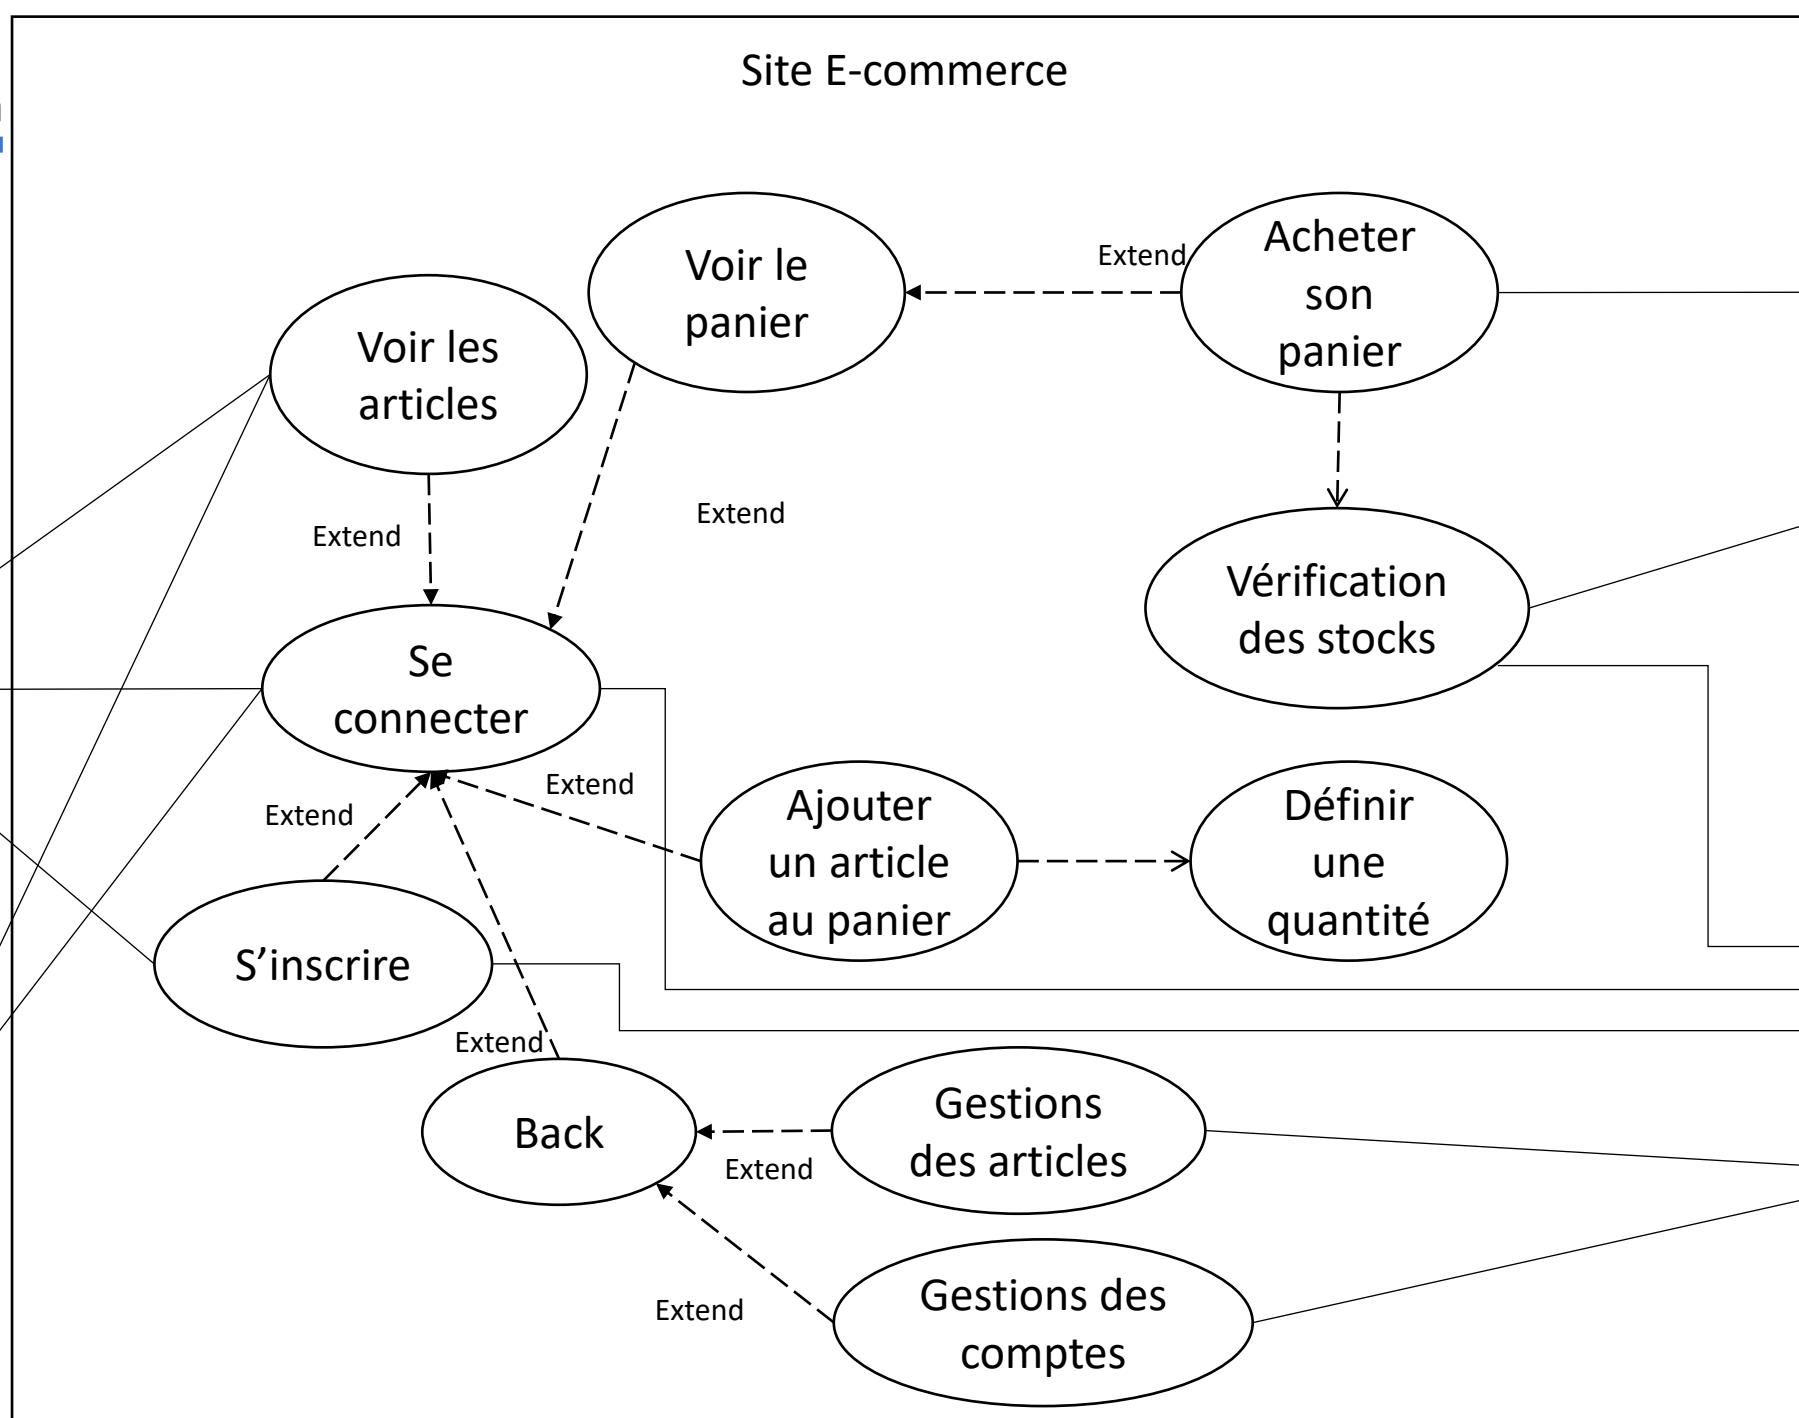 Site E-commerce
Voir le
panier
Extend
Acheter
son
panier
Voir les
articles
Extend
Extend
Vérification
des stocks
Se
connecter
Extend
Extend
Ajouter
un article
au panier
Définir
une
quantité
S’inscrire
Extend
Back
Gestions
des articles
Extend
Gestions des
comptes
Extend